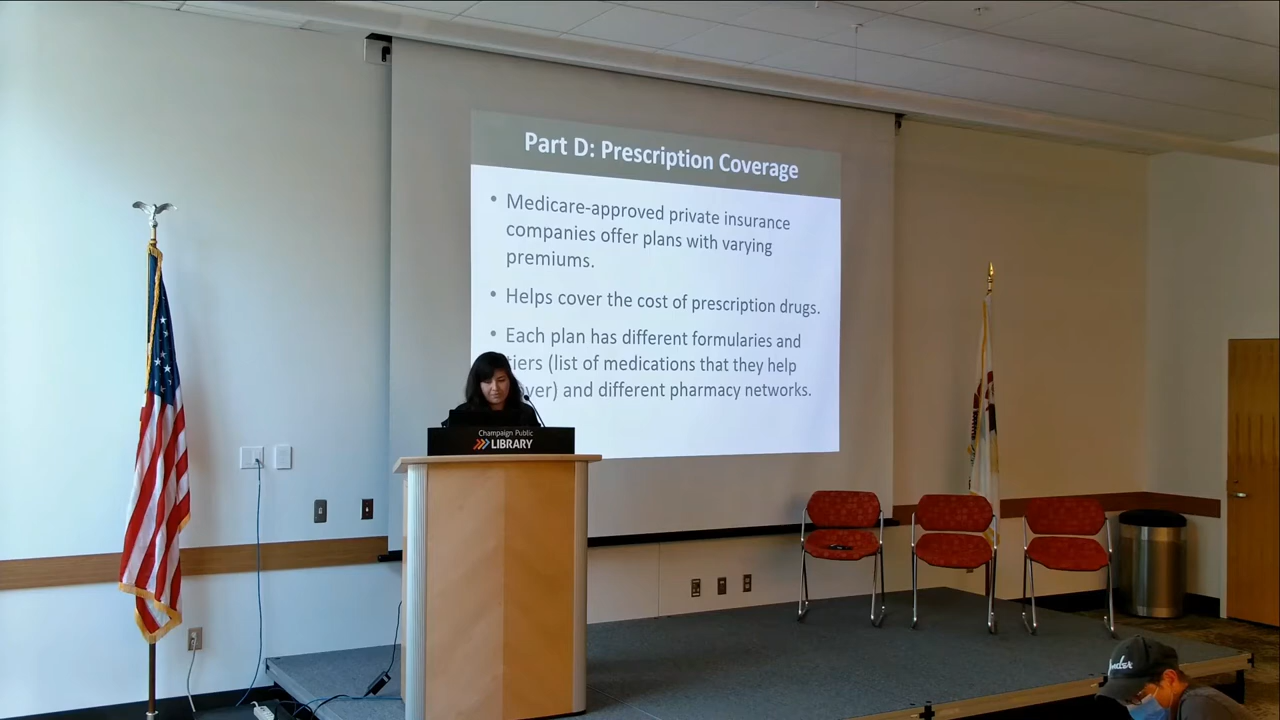 Part D: Prescription Coverage
• Medicare-approved private insurance
companies offer plans with varying
premiums.
• Helps cover the cost of prescription drugs.
• Each plan has different formularies and
tiers (list of medications that they help
over) and different pharmacy networks.
Champaign Public
LIBRARY